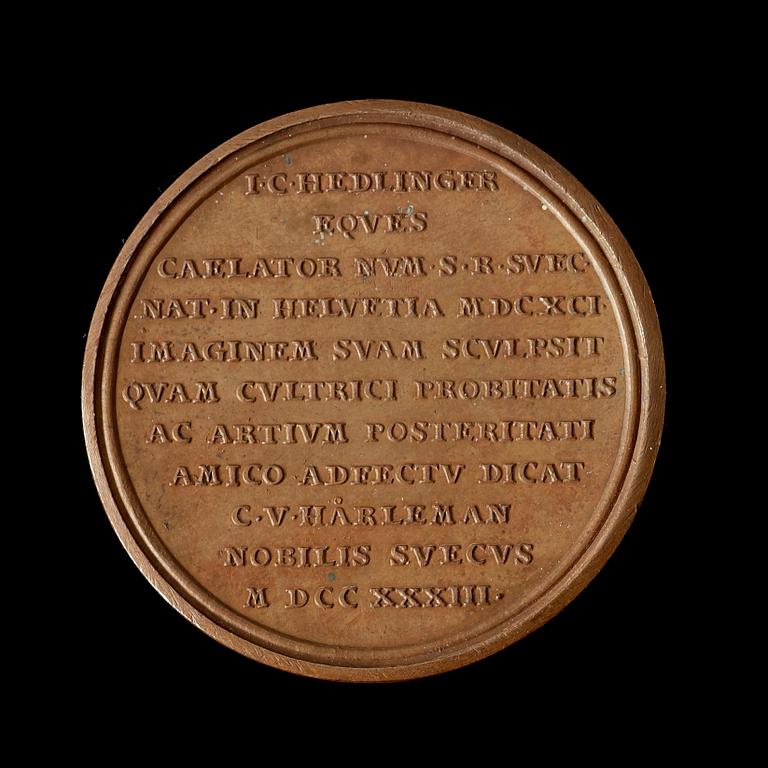 I·C·HEDLINGER
EQVES
CAELATOR NVM·S·R·SVEC·
NAT·IN HELVETIA MDCXCI·
IMAGINEM SVAM SCVLPSIT
QVAM CVLTRICI PROBITATIS
AC ARTIVM POSTERITATI
AMICO ADFECTV DICAT
C·V·HÅRLEMAN
NOBILIS SVECVS
M DCC XXXIII·